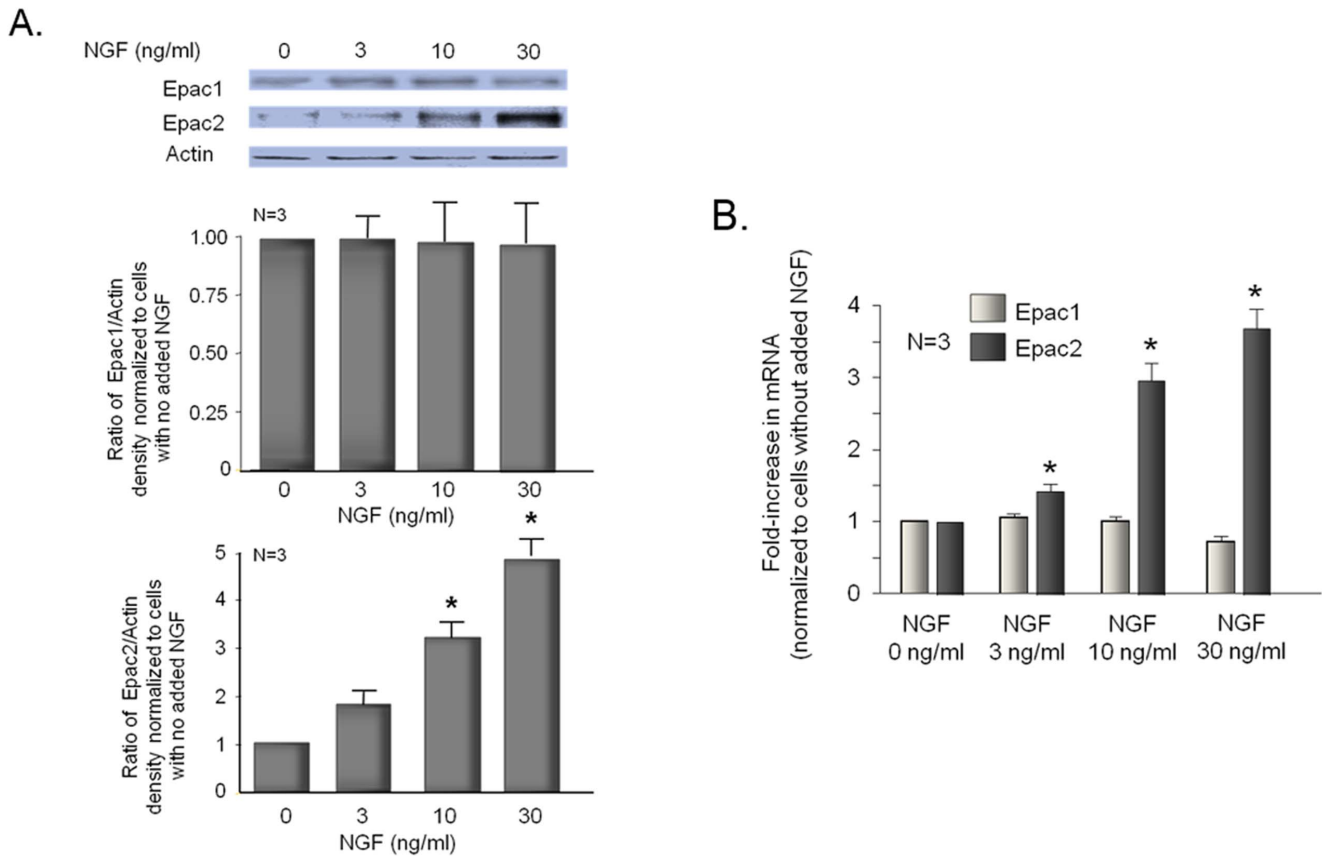 A.
NGF (ng/ml) 0 3 10 30
Epac1
Epac2
Actin
N=3
Ratio of Epac1/Actin
density normalized to cells
with no added NGF
1.00
0.75
0.50
0.25
0
0 3 10 30
NGF (ng/ml)
N=3
Ratio of Epac2/Actin
density normalized to cells
with no added NGF
5
4
3
2
1
0
*
*
0 3 10 30
NGF (ng/ml)
B.
Fold-increase in mRNA
(normalized to cells without added NGF)
4
3
2
1
0
N=3
Epac1
Epac2
*
*
*
NGF NGF NGF NGF
0 ng/ml 3 ng/ml 10 ng/ml 30 ng/ml